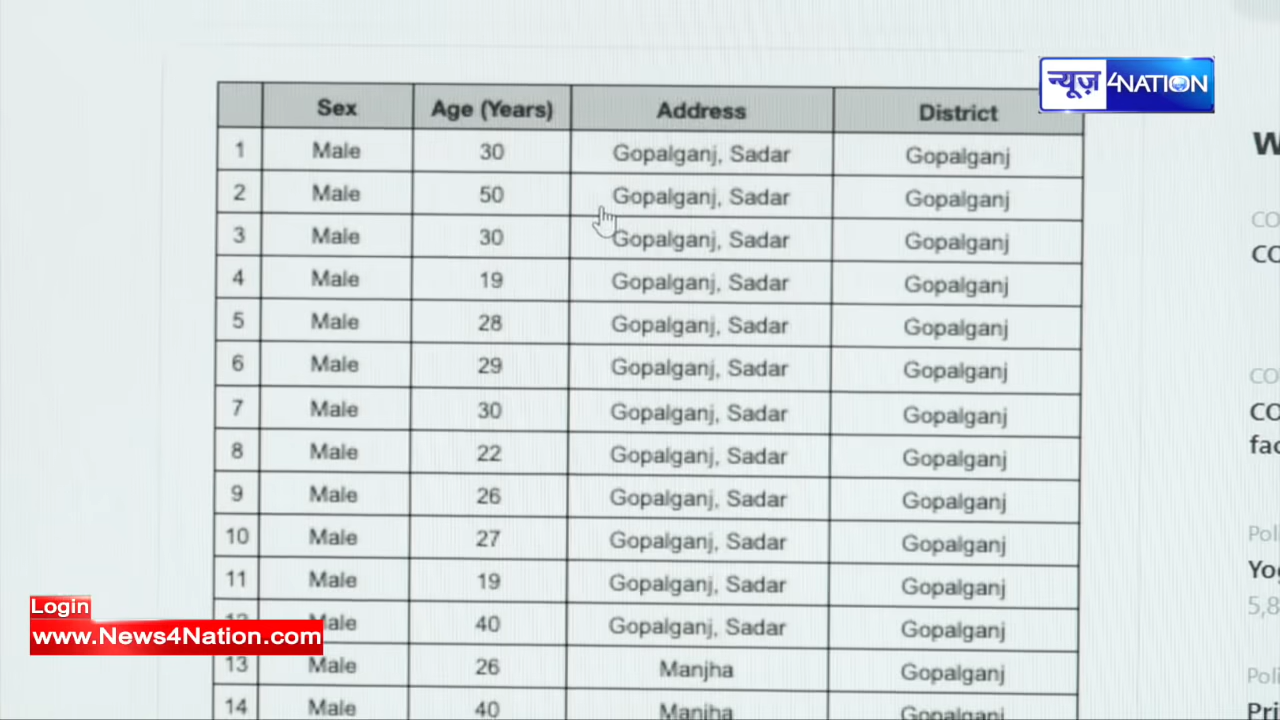 न्यूज़ 4NATION
Sex Age (Years) Address District
1 Male 30 Gopalganj, Sadar Gopalganj
2 Male 50 Gopalganj, Sadar Gopalganj
3 Male 30 Gopalganj, Sadar Gopalganj
4 Male 19 Gopalganj, Sadar Gopalganj
5 Male 28 Gopalganj, Sadar Gopalganj
6 Male 29 Gopalganj, Sadar Gopalganj
7 Male 30 Gopalganj, Sadar Gopalganj
8 Male 22 Gopalganj, Sadar Gopalganj
9 Male 26 Gopalganj, Sadar Gopalganj
10 Male 27 Gopalganj, Sadar Gopalganj
11 Male 19 Gopalganj, Sadar Gopalganj
40 Gopalganj, Sadar Gopalganj
13 Male 26 Manjha Gopalganj
14 Male 40 Manjha Gopalganj
Login
www.News4Nation.com